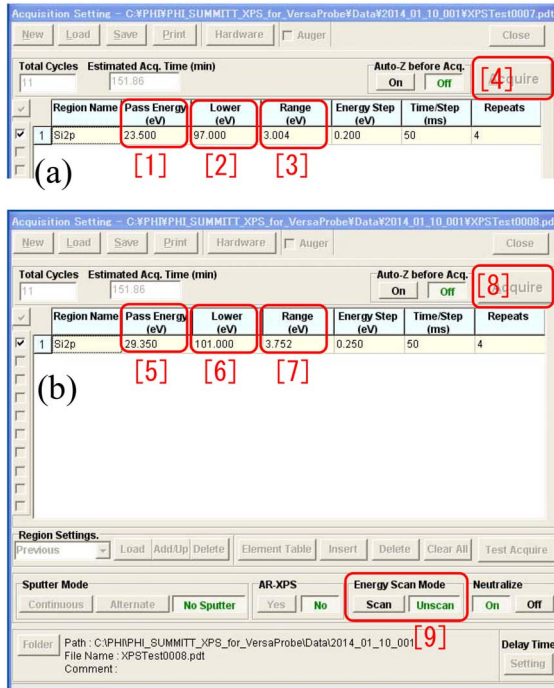 Acquisition Setting - C:¥PHI¥PHI_SUMMITT_XPS_for_VersaProbe¥Data¥2014_01_10_001¥XPSTest0007.pdt
New Load Save Print Hardware Auger Close
Total Cycles Estimated Acq. Time (min) Auto-Z before Acq.
11 151.86 On Off [4] Acquire
Region Name Pass Energy (eV) Lower (eV) Range (eV) Energy Step (eV) Time/Step (ms) Repeats
1 Si2p 23.500 97.000 3.004 0.200 50 4
(a) [1] [2] [3]
Acquisition Setting - C:¥PHI¥PHI_SUMMITT_XPS_for_VersaProbe¥Data¥2014_01_10_001¥XPSTest0008.pd
New Load Save Print Hardware Auger Close
Total Cycles Estimated Acq. Time (min) Auto-Z before Acq.
11 151.86 On Off [8] Acquire
Region Name Pass Energy (eV) Lower (eV) Range (eV) Energy Step (eV) Time/Step (ms) Repeats
1 Si2p 29.350 101.000 3.752 0.250 50 4
[5] [6] [7]
(b)
Region Settings.
Previous Load Add/Up Delete Element Table Insert Delete Clear All Test Acquire
Sputter Mode AR-XPS Energy Scan Mode Neutralize
Continuous Alternate No Sputter Yes No Scan Unscan On Off
[9]
Folder Path : C:\PHI\PHI_SUMMITT_XPS_for_VersaProbe\Data\2014_01_10_001 Delay Time
File Name : XPSTest0008.pdt Setting
Comment :